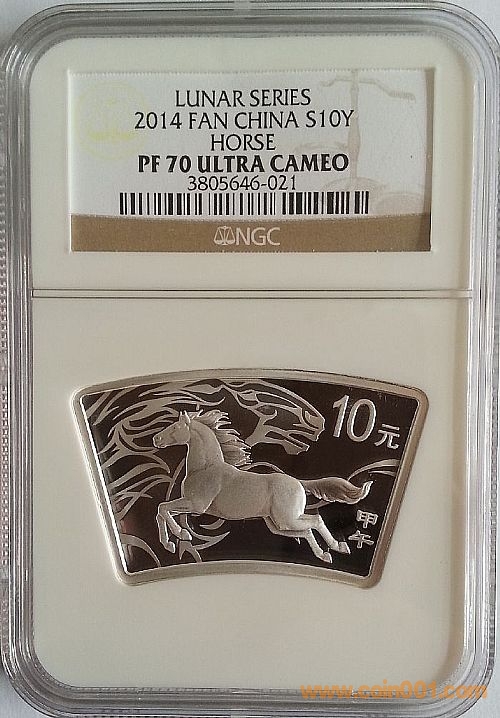 LUNAR SERIES
2014 FAN CHINA S10Y
HORSE
PF 70 ULTRA CAMEO
3805646-021
NGC
10元
甲
午
www.coin001.com